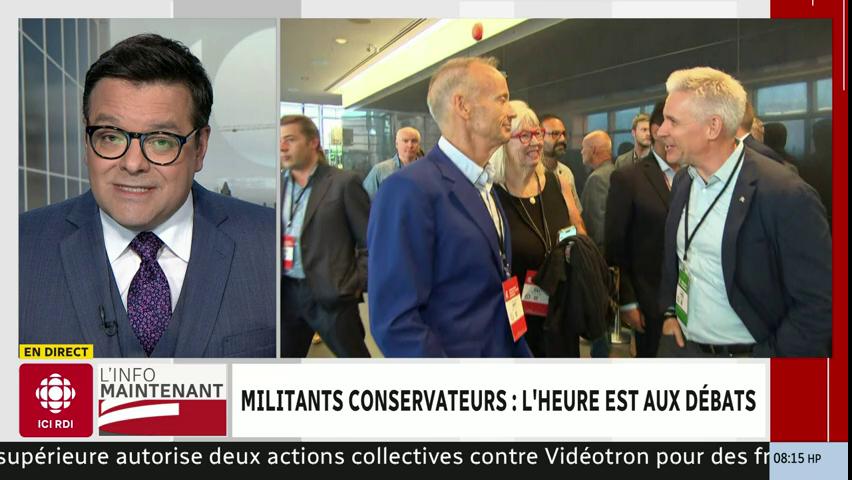 EN DIRECT
L'INFO
MAINTENANT
ICI RDI
MILITANTS CONSERVATEURS : L'HEURE EST AUX DÉBATS
supérieure autorise deux actions collectives contre Vidéotron pour des fr
08:15 HP